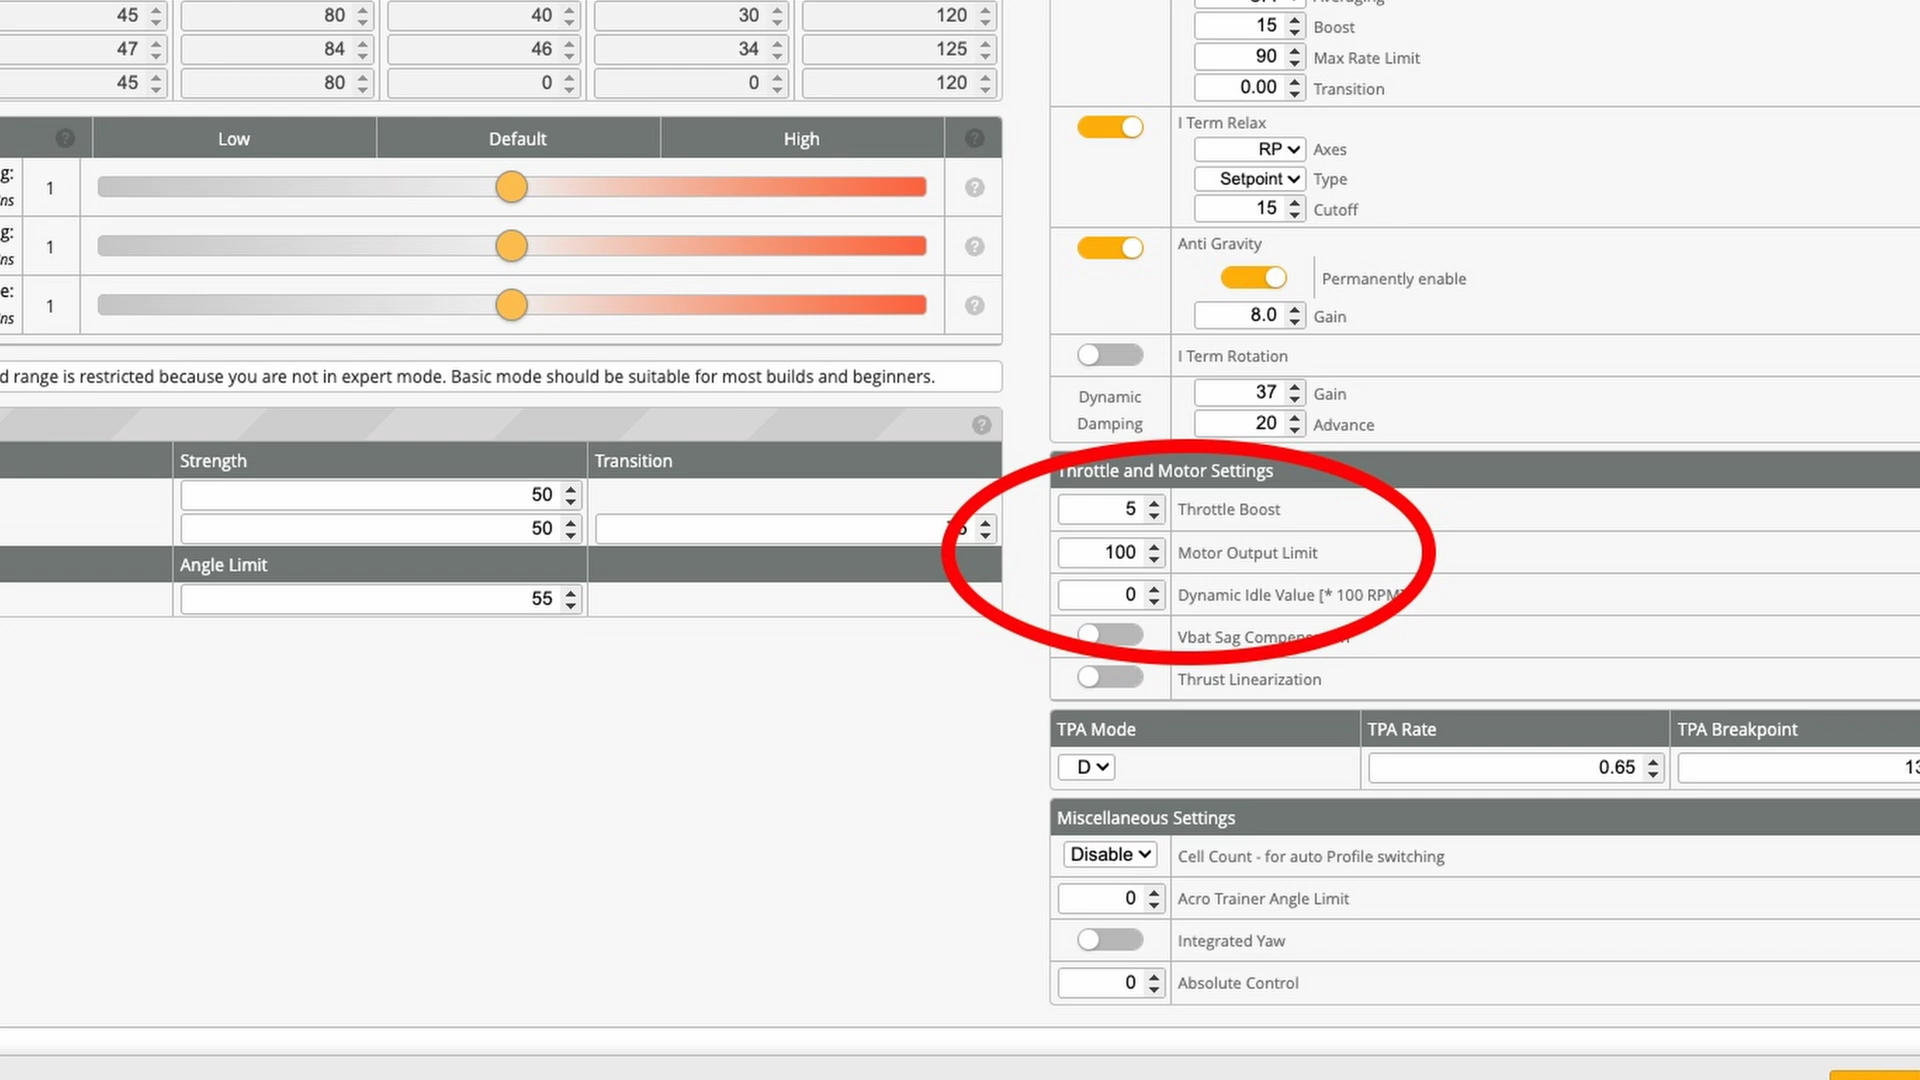 45 80 40 30 120
47 84 46 34 125
45 80 0 0 120
Low Default High
g: 1
ns
g: 1
ns
e: 1
ns
d range is restricted because you are not in expert mode. Basic mode should be suitable for most builds and beginners.
Strength Transition
50
50
Angle Limit
55
15 Boost
90 Max Rate Limit
0.00 Transition
I Term Relax
RP Axes
Setpoint Type
15 Cutoff
Anti Gravity
Permanently enable
8.0 Gain
I Term Rotation
Dynamic Damping
37 Gain
20 Advance
Throttle and Motor Settings
5 Throttle Boost
100 Motor Output Limit
0 Dynamic Idle Value [* 100 RPM]
Vbat Sag Compensation
Thrust Linearization
TPA Mode TPA Rate TPA Breakpoint
D 0.65 13
Miscellaneous Settings
Disable Cell Count - for auto Profile switching
0 Acro Trainer Angle Limit
Integrated Yaw
0 Absolute Control